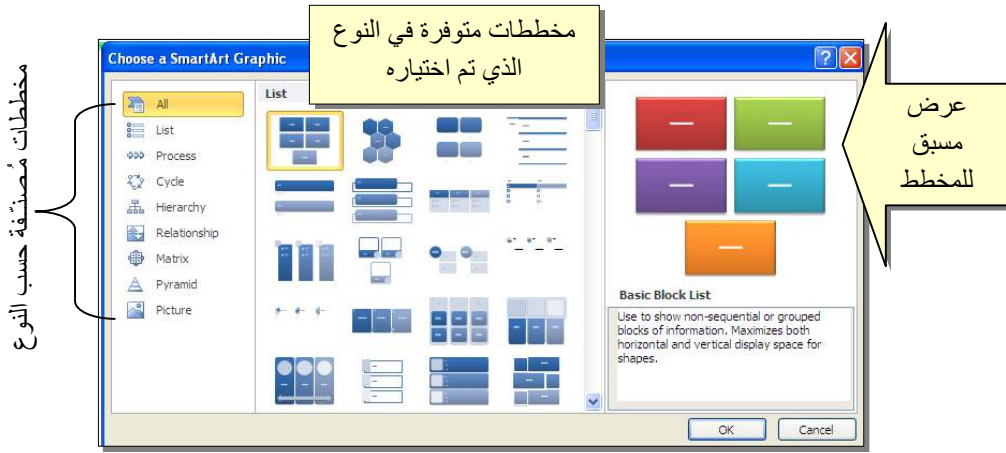 مخططات متوفرة في النوع
الذي تم اختياره
Choose a SmartArt Graphic
مخططات مُصنّفة حسب النوع
All
List
Process
Cycle
Hierarchy
Relationship
Matrix
Pyramid
Picture
List
عرض
مسبق
للمخطط
Basic Block List
Use to show non-sequential or grouped
blocks of information. Maximizes both
horizontal and vertical display space for
shapes.
OK
Cancel